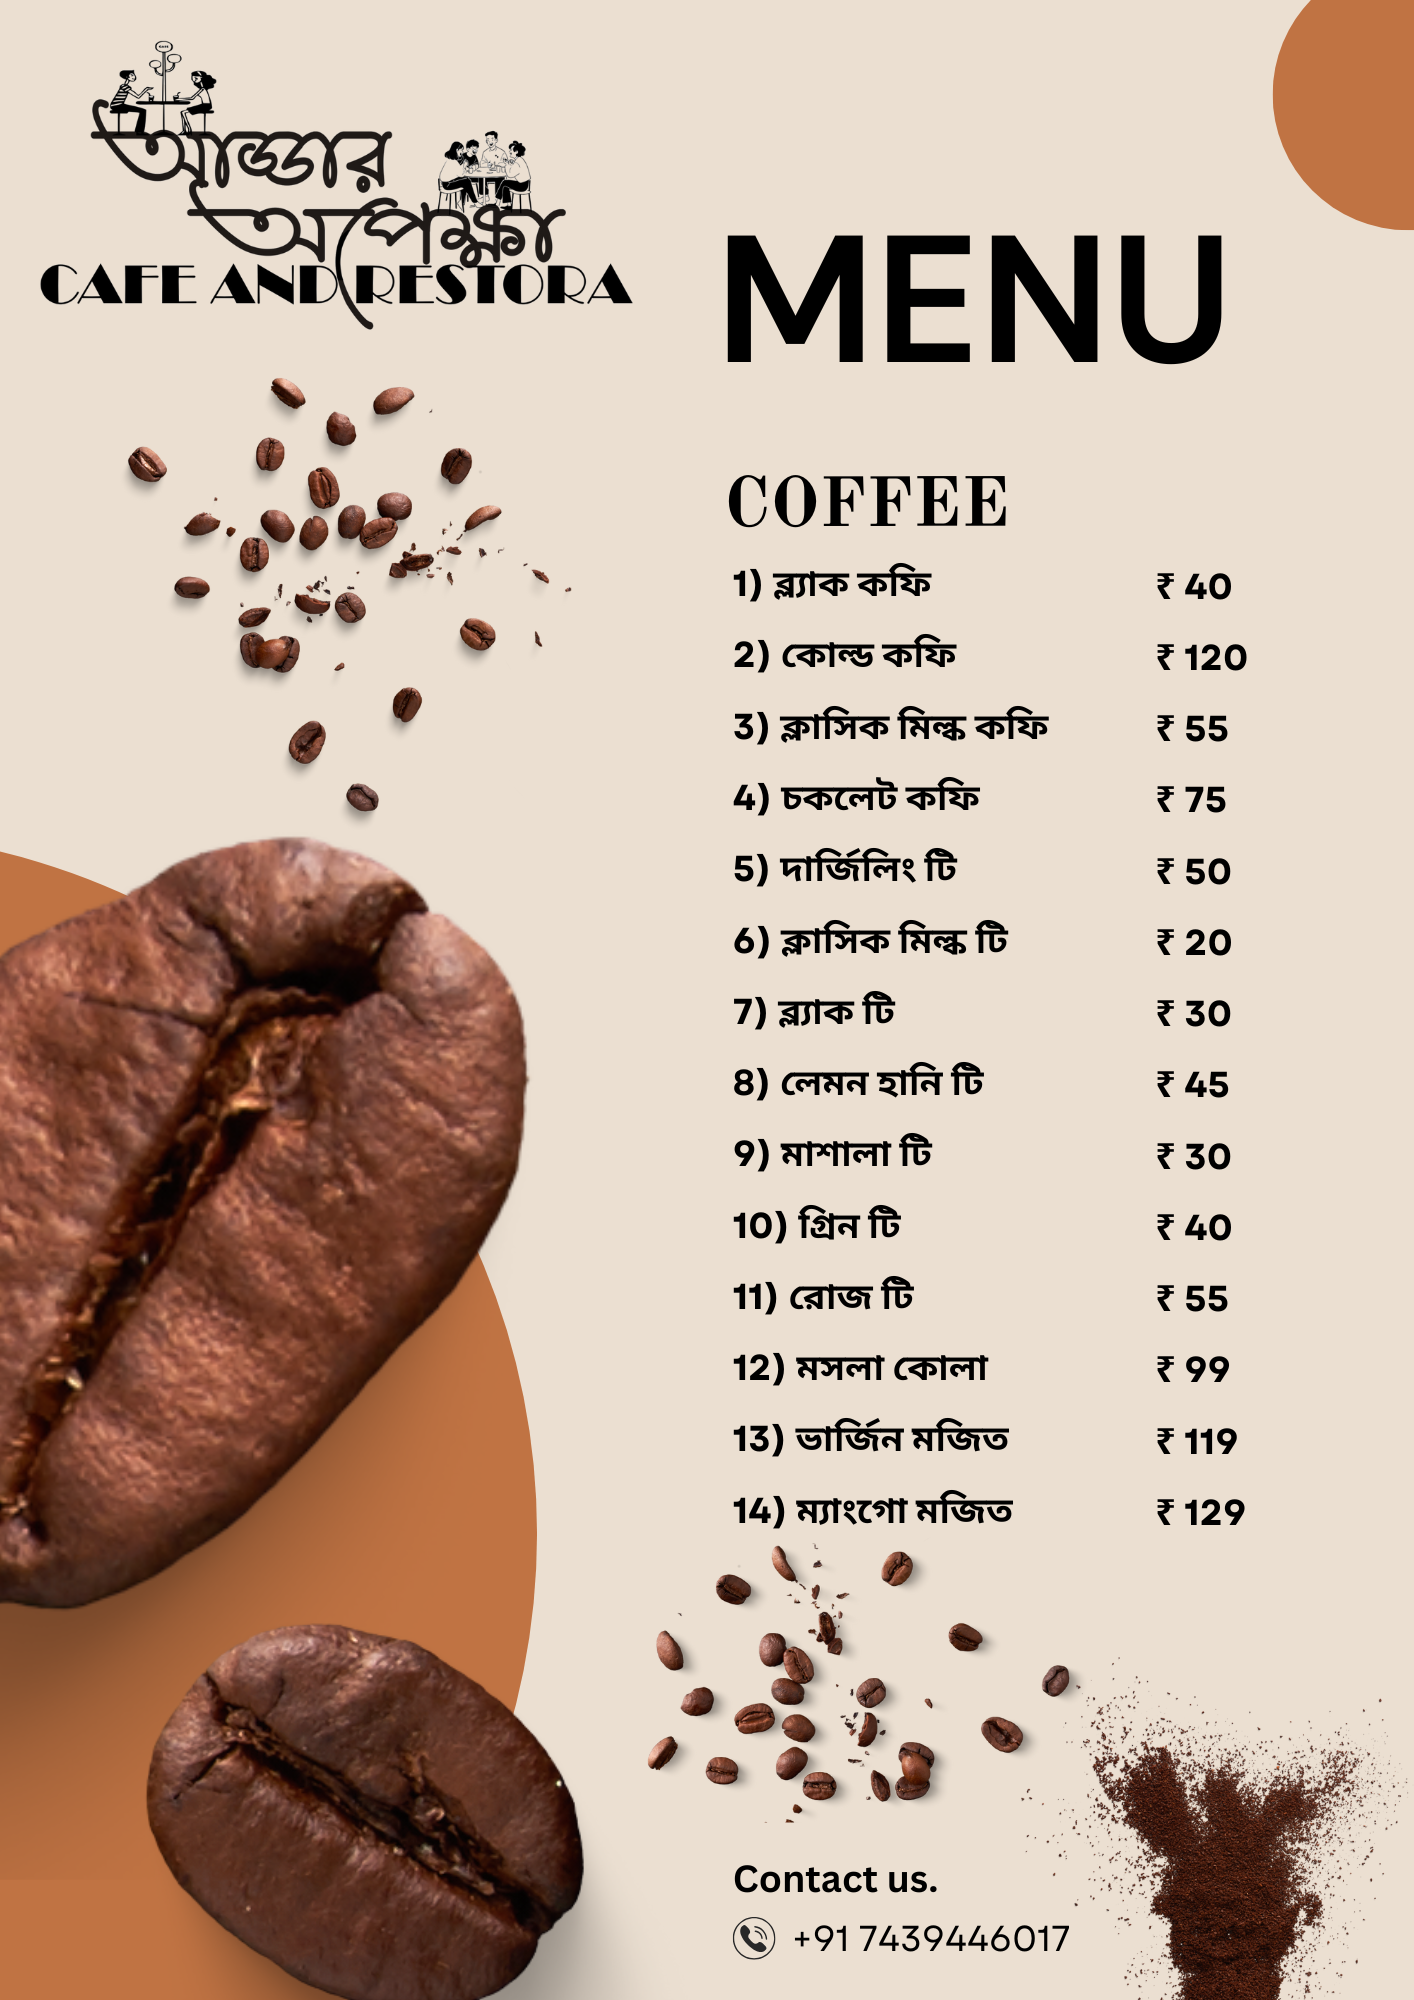 আড্ডার
অপেক্ষা
CAFE AND RESTORA
MENU
COFFEE
1) ব্ল্যাক কফি ₹ 40
2) কোল্ড কফি ₹ 120
3) ক্লাসিক মিল্ক কফি ₹ 55
4) চকলেট কফি ₹ 75
5) দার্জিলিং টি ₹ 50
6) ক্লাসিক মিল্ক টি ₹ 20
7) ব্ল্যাক টি ₹ 30
8) লেমন হানি টি ₹ 45
9) মাশালা টি ₹ 30
10) গ্রিন টি ₹ 40
11) রোজ টি ₹ 55
12) মসলা কোলা ₹ 99
13) ভার্জিন মজিত ₹ 119
14) ম্যাংগো মজিত ₹ 129
Contact us.
+91 7439446017